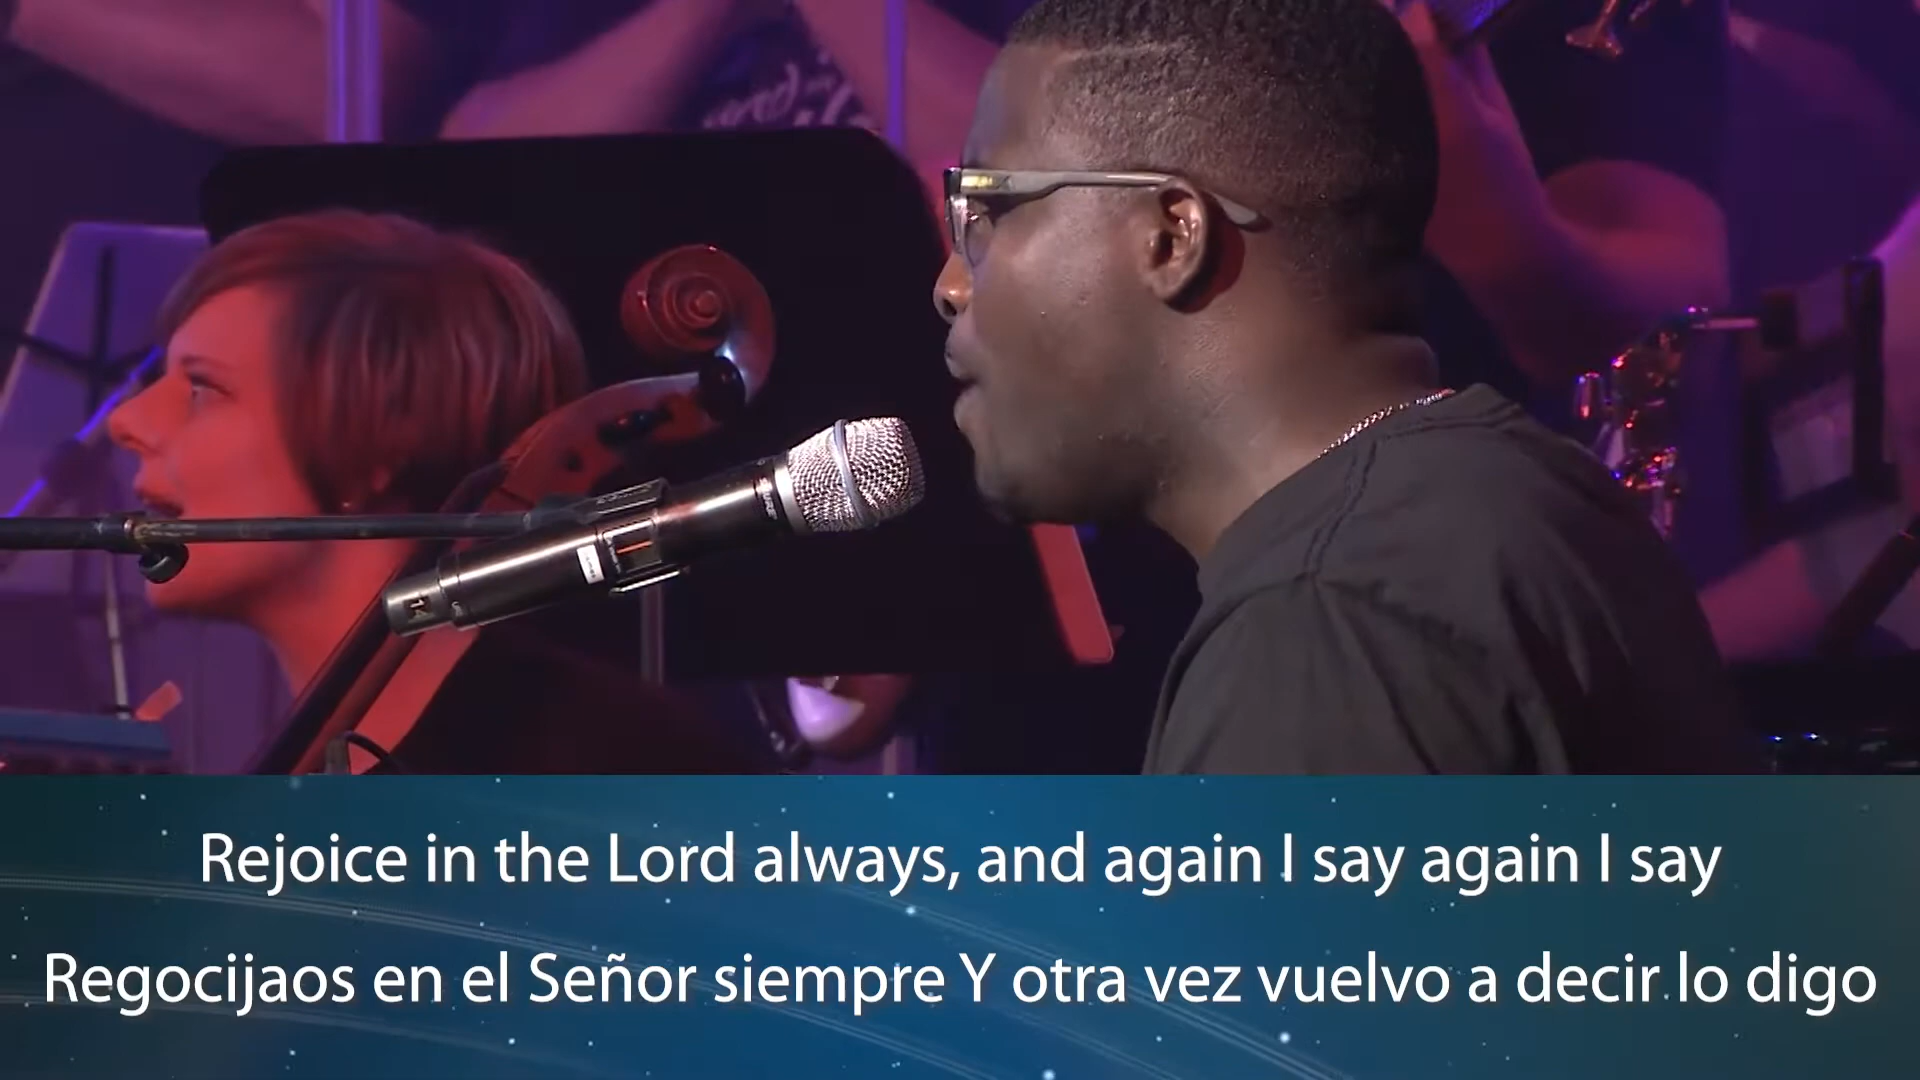 Rejoice in the Lord always, and again I say again I say
Regocijaos en el Señor siempre Y otra vez vuelvo a decir lo digo